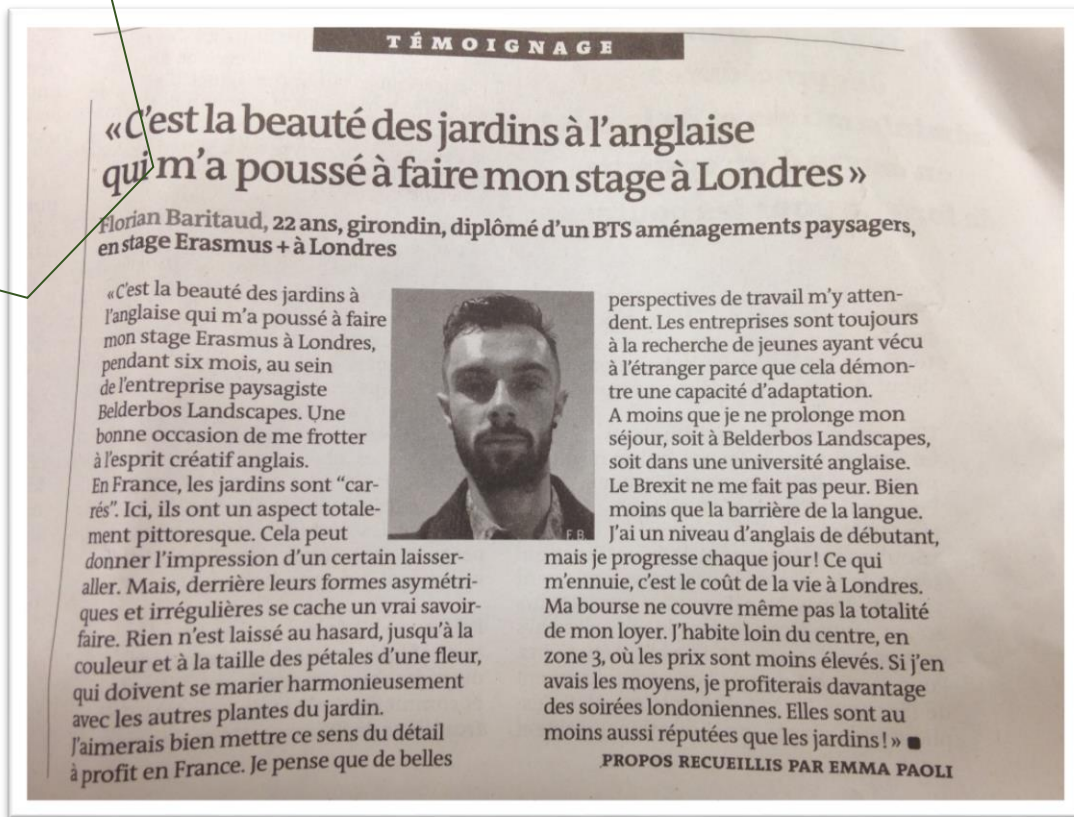 TÉMOIGNAGE
«C'est la beauté des jardins à l'anglaise
qui m'a poussé à faire mon stage à Londres»
Florian Baritaud, 22 ans, girondin, diplômé d'un BTS aménagements paysagers,
en stage Erasmus + à Londres
«C'est la beauté des jardins à
l'anglaise qui m'a poussé à faire
mon stage Erasmus à Londres,
pendant six mois, au sein
de l'entreprise paysagiste
Belderbos Landscapes. Une
bonne occasion de me frotter
à l'esprit créatif anglais.
En France, les jardins sont "car-
rés". Ici, ils ont un aspect totale-
ment pittoresque. Cela peut
donner l'impression d'un certain laisser-
aller. Mais, derrière leurs formes asymétri-
ques et irrégulières se cache un vrai savoir-
faire. Rien n'est laissé au hasard, jusqu'à la
couleur et à la taille des pétales d'une fleur,
qui doivent se marier harmonieusement
avec les autres plantes du jardin.
J'aimerais bien mettre ce sens du détail
à profit en France. Je pense que de belles
F. B.
perspectives de travail m'y atten-
dent. Les entreprises sont toujours
à la recherche de jeunes ayant vécu
à l'étranger parce que cela démon-
tre une capacité d'adaptation.
A moins que je ne prolonge mon
séjour, soit à Belderbos Landscapes,
soit dans une université anglaise.
Le Brexit ne me fait pas peur. Bien
moins que la barrière de la langue.
J'ai un niveau d'anglais de débutant,
mais je progresse chaque jour! Ce qui
m'ennuie, c'est le coût de la vie à Londres.
Ma bourse ne couvre même pas la totalité
de mon loyer. J'habite loin du centre, en
zone 3, où les prix sont moins élevés. Si j'en
avais les moyens, je profiterais davantage
des soirées londoniennes. Elles sont au
moins aussi réputées que les jardins!» ■
PROPOS RECUEILLIS PAR EMMA PAOLI